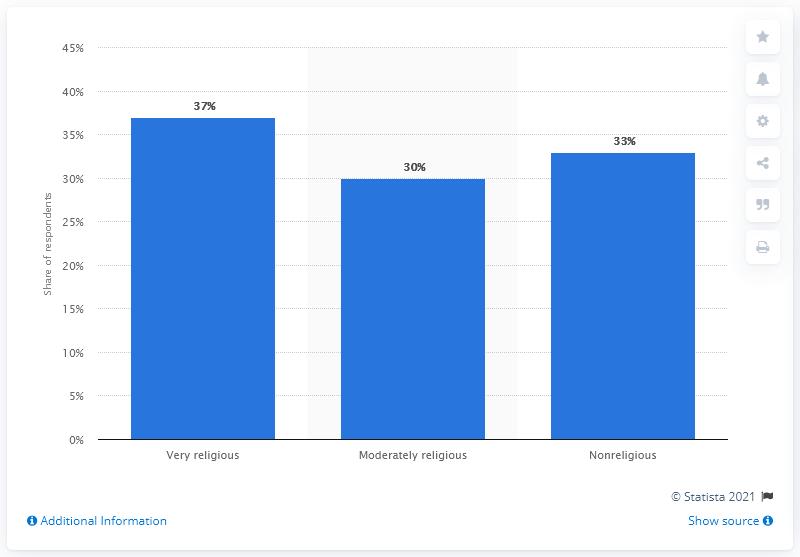 45%
40%
35%
30%
25%
20%
15%
10%
5%
0%
Share of respondents
37%
30%
33%
Very religious
Moderately religious
Nonreligious
© Statista 2021
Additional Information
Show source